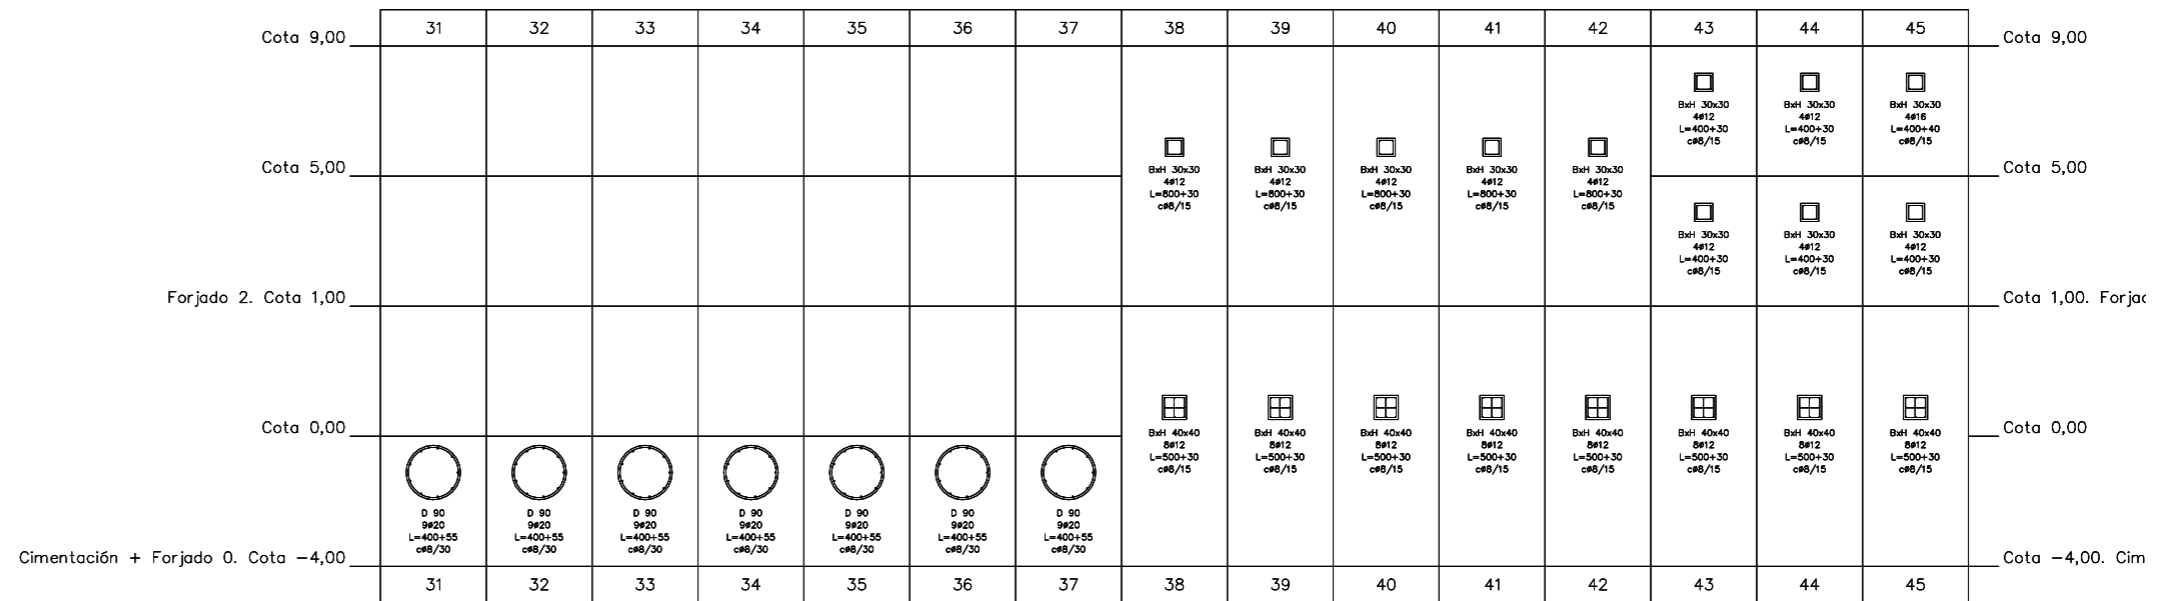 31 32 33 34 35 36 37 38 39 40 41 42 43 44 45
Cota 9,00 Cota 9,00
BxH 30x30 BxH 30x30 BxH 30x30
4ø12 4ø12 4ø16
L=400+30 L=400+30 L=400+40
cø8/15 cø8/15 cø8/15
Cota 5,00 Cota 5,00
BxH 30x30 BxH 30x30 BxH 30x30 BxH 30x30 BxH 30x30
4ø12 4ø12 4ø12 4ø12 4ø12
L=800+30 L=800+30 L=800+30 L=800+30 L=800+30
cø8/15 cø8/15 cø8/15 cø8/15 cø8/15
BxH 30x30 BxH 30x30 BxH 30x30
4ø12 4ø12 4ø12
L=400+30 L=400+30 L=400+30
cø8/15 cø8/15 cø8/15
Forjado 2. Cota 1,00 Cota 1,00.
Cota 0,00 Cota 0,00
BxH 40x40 BxH 40x40 BxH 40x40 BxH 40x40 BxH 40x40 BxH 40x40 BxH 40x40 BxH 40x40
8ø12 8ø12 8ø12 8ø12 8ø12 8ø12 8ø12 8ø12
L=500+30 L=500+30 L=500+30 L=500+30 L=500+30 L=500+30 L=500+30 L=500+30
cø8/15 cø8/15 cø8/15 cø8/15 cø8/15 cø8/15 cø8/15 cø8/15
D 90 D 90 D 90 D 90 D 90 D 90 D 90
9ø20 9ø20 9ø20 9ø20 9ø20 9ø20 9ø20
L=400+55 L=400+55 L=400+55 L=400+55 L=400+55 L=400+55 L=400+55
cø8/30 cø8/30 cø8/30 cø8/30 cø8/30 cø8/30 cø8/30
Cimentación + Forjado 0. Cota −4,00 Cota −4,00. Cim
31 32 33 34 35 36 37 38 39 40 41 42 43 44 45